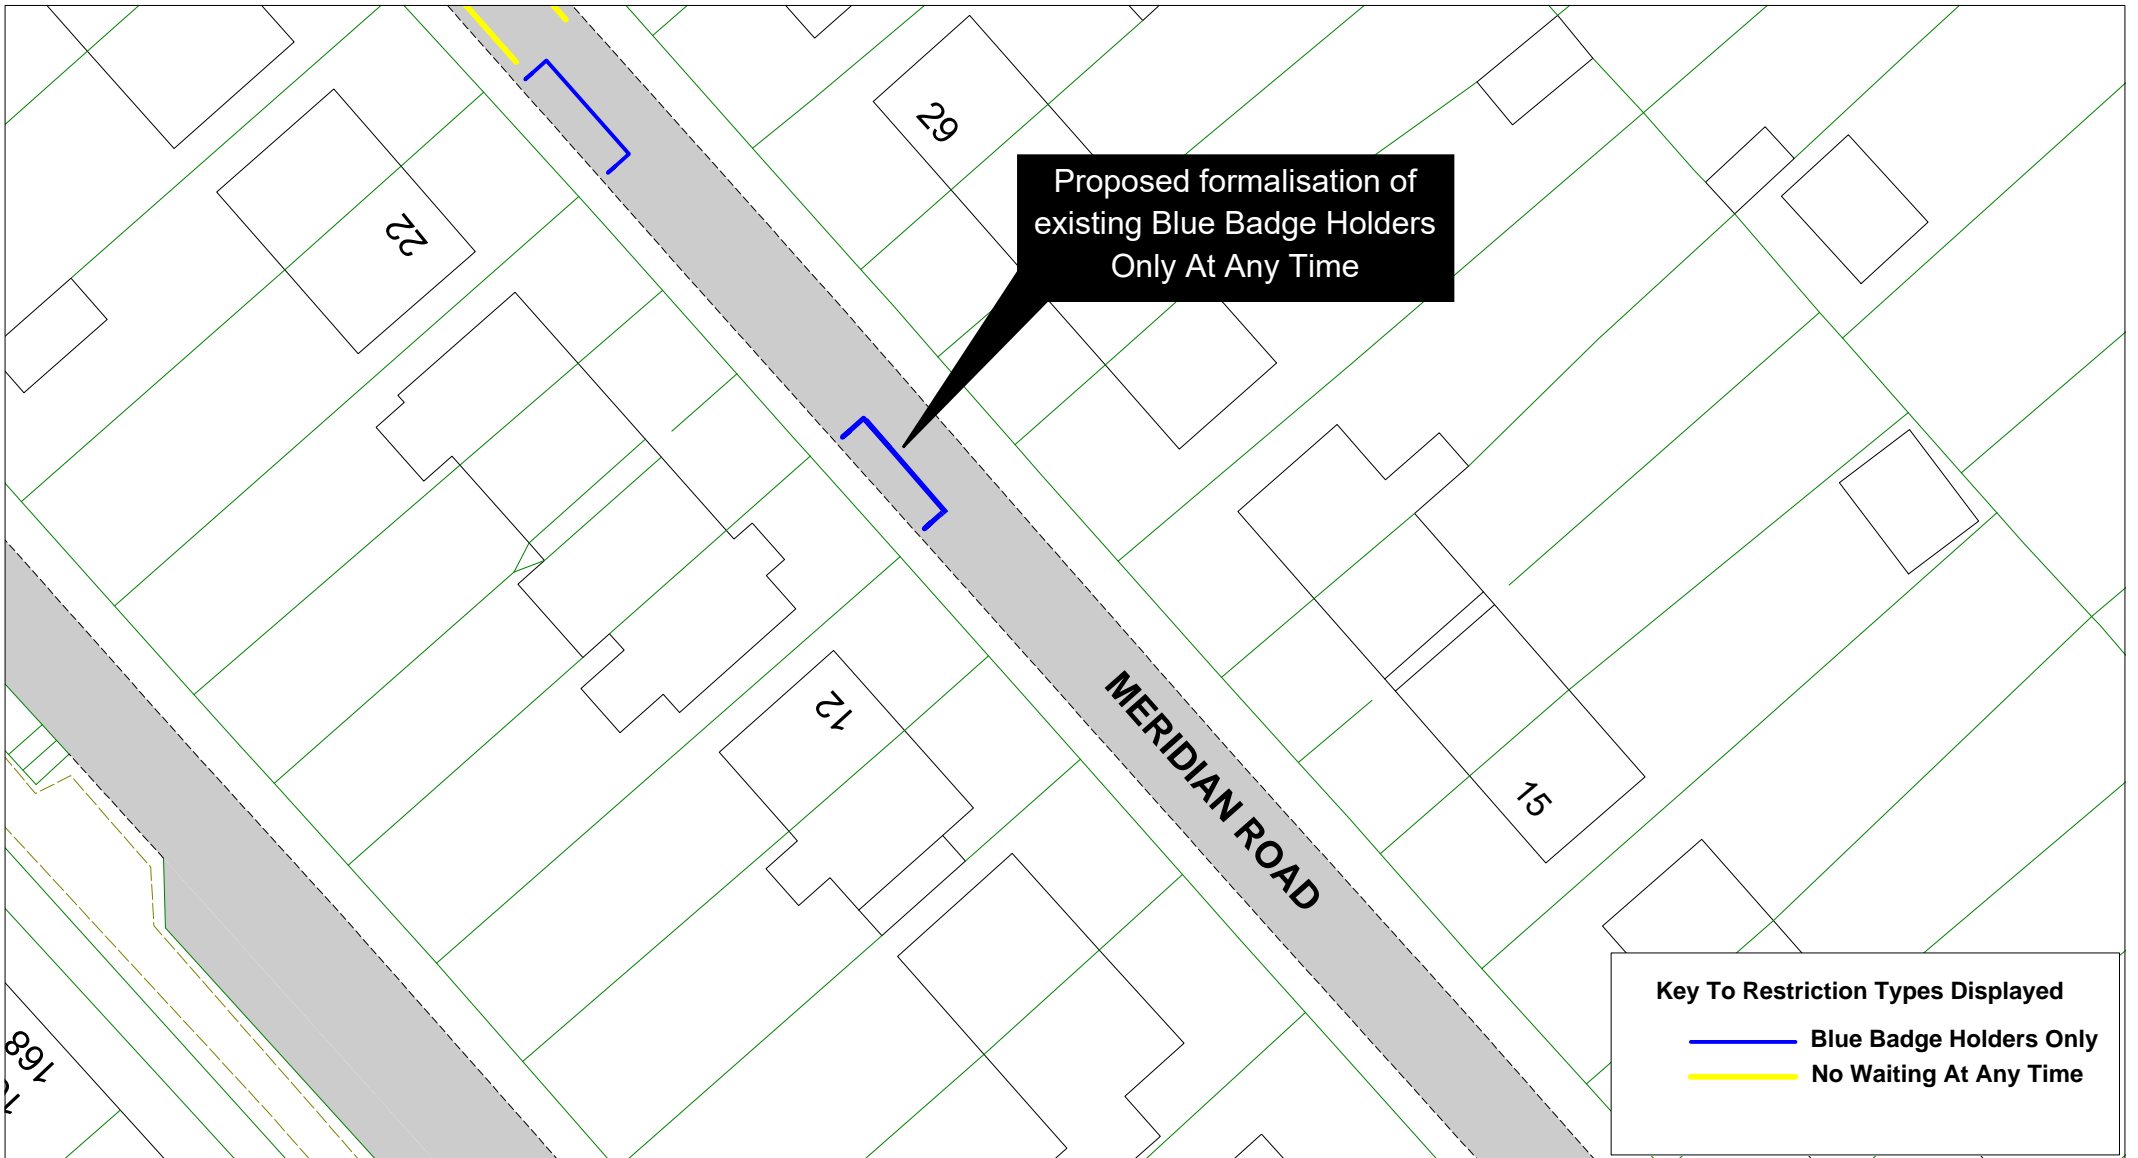 29
Proposed formalisation of
existing Blue Badge Holders
Only At Any Time
22
12
MERIDIAN ROAD
15
168
Key To Restriction Types Displayed
Blue Badge Holders Only
No Waiting At Any Time